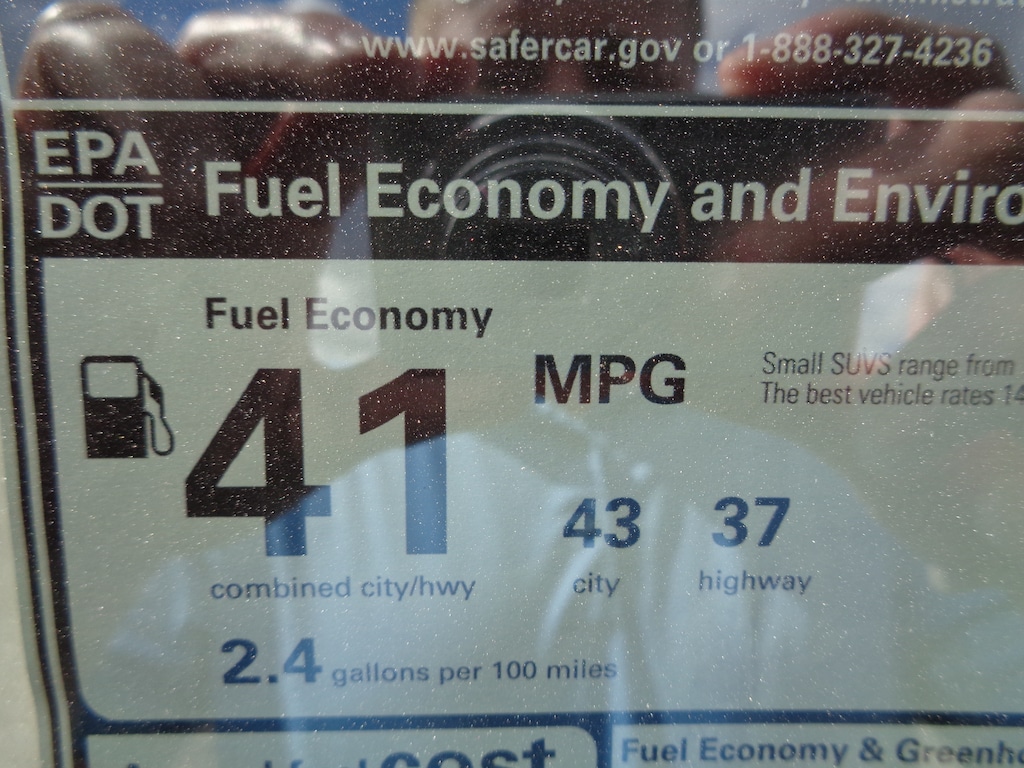 www.safercar.gov or 1-888-327-4236
EPA
DOT
Fuel Economy and Enviro
Fuel Economy
41
MPG
Small SUVS range from
The best vehicle rates 14
43
37
combined city/hwy
city
highway
2.4 gallons per 100 miles
cost
Fuel Economy & Greenh